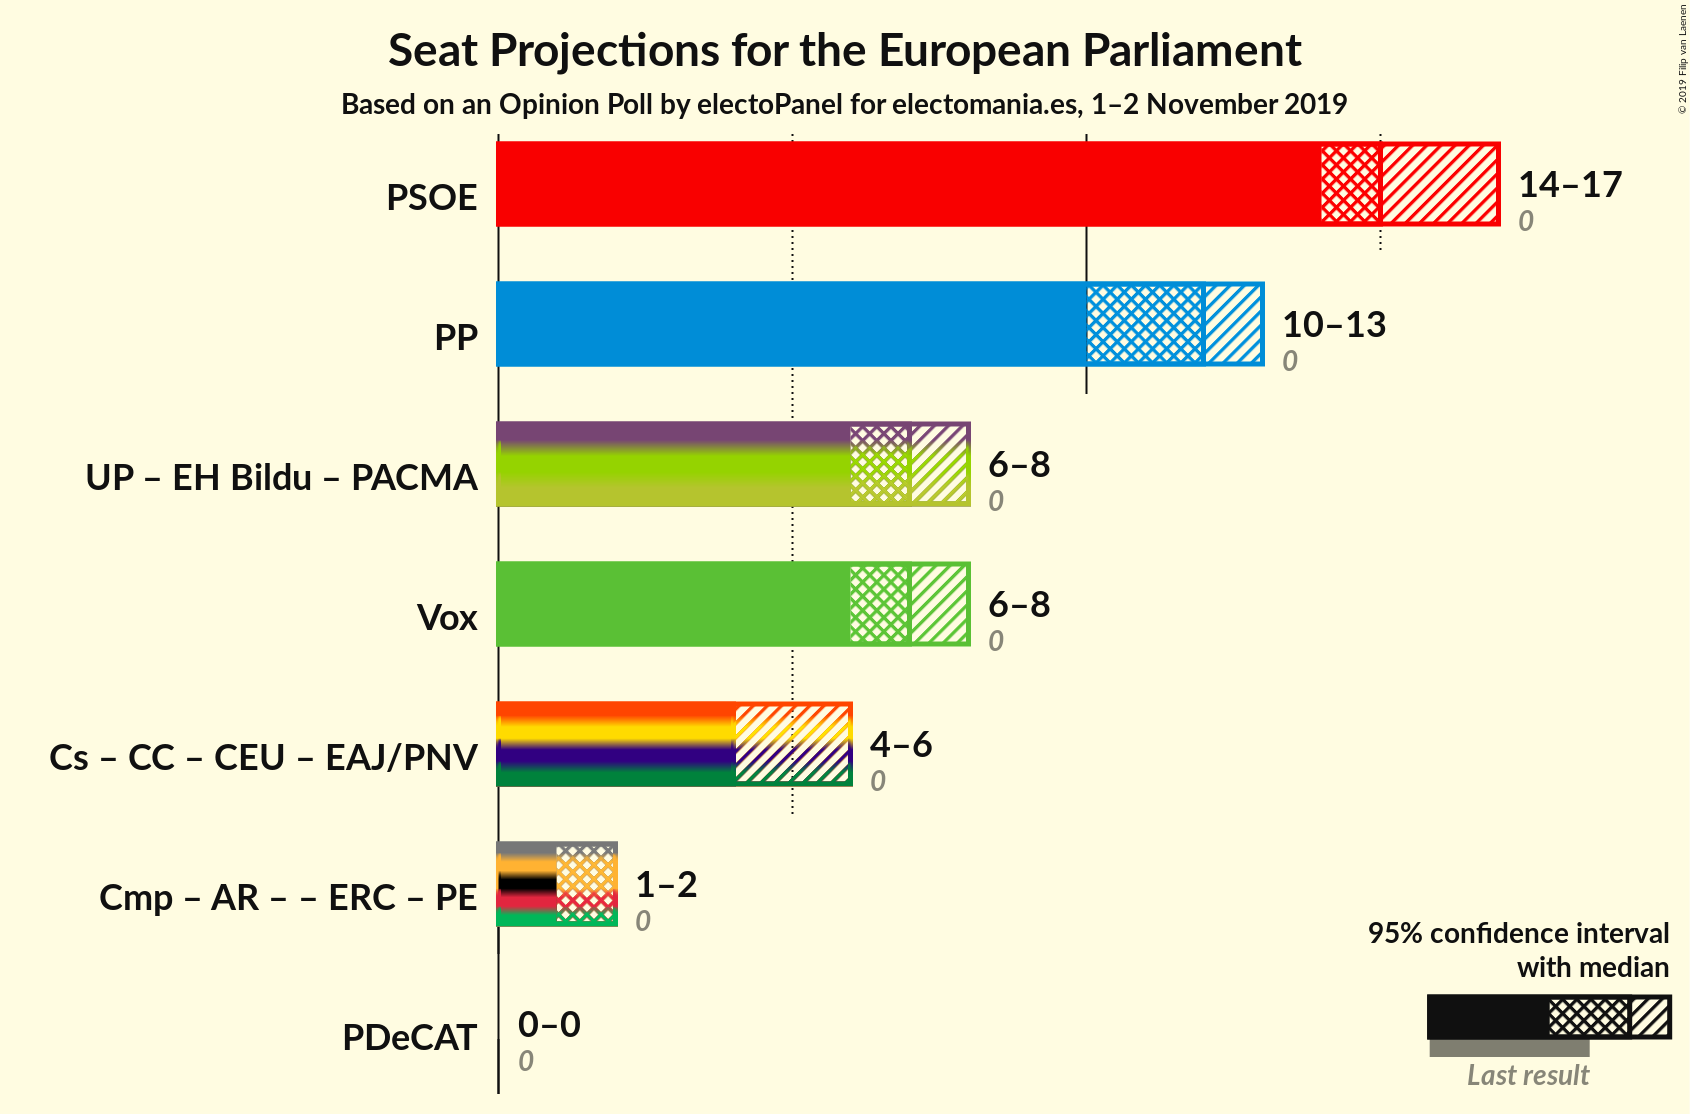 Seat Projections for the European Parliament
Based on an Opinion Poll by electoPanel for electomania.es, 1–2 November 2019
© 2019 Filip van Laenen
PSOE
14–17
0
PP
10–13
0
UP – EH Bildu – PACMA
6–8
0
Vox
6–8
0
Cs – CC – CEU – EAJ/PNV
4–6
0
Cmp – AR – – ERC – PE
1–2
0
PDeCAT
0–0
0
95% confidence interval
with median
Last result